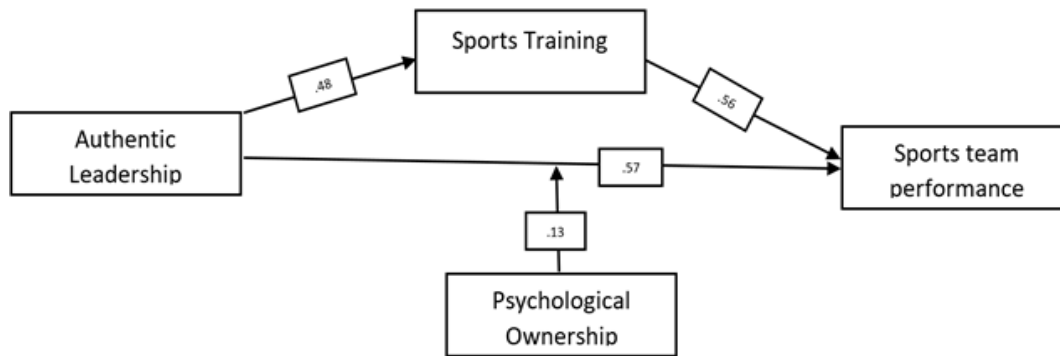 Sports Training
.48
.56
Authentic
Leadership
Sports team
performance
.57
.13
Psychological
Ownership